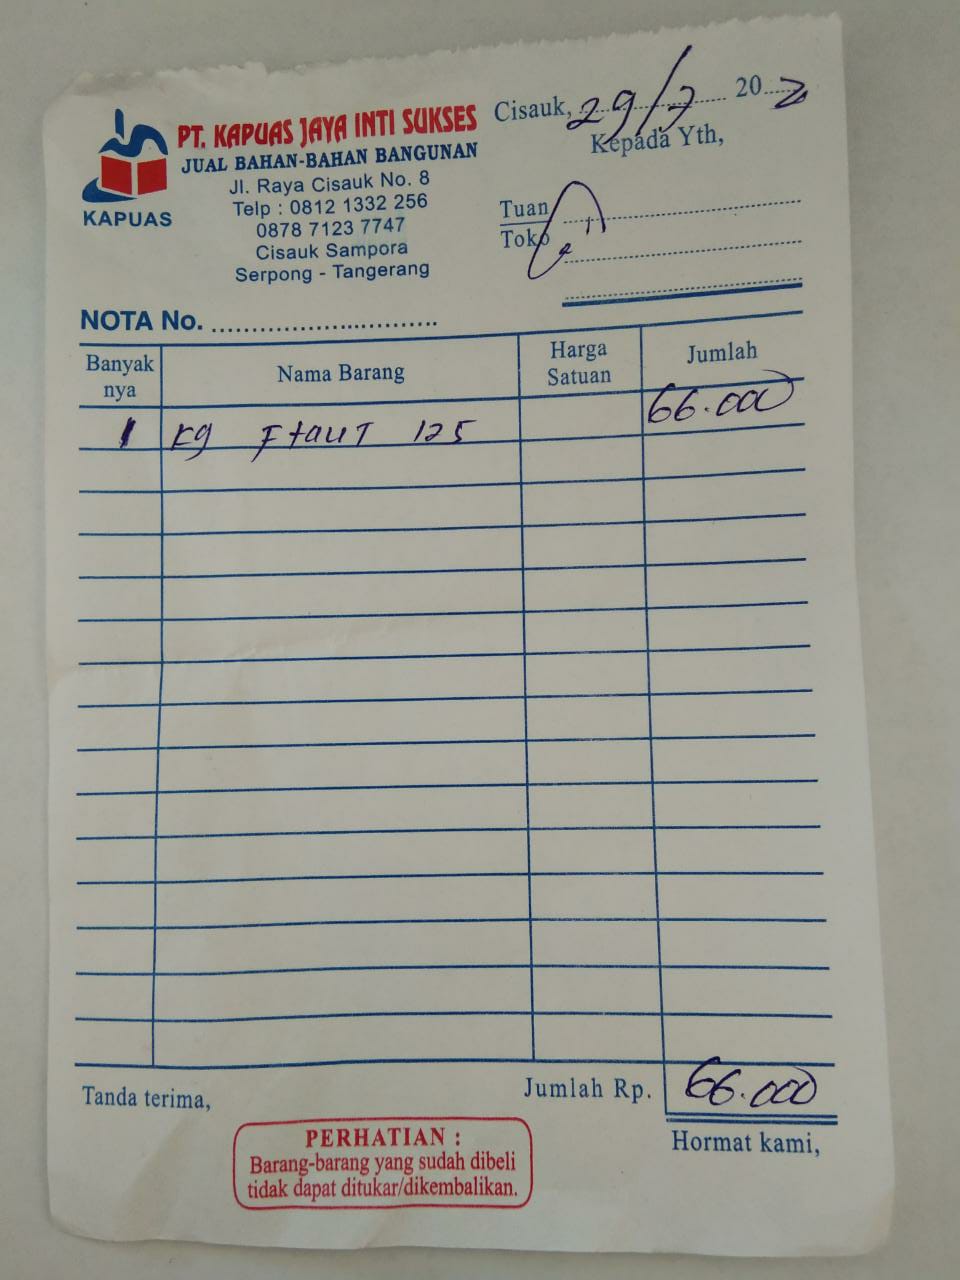 PT. KAPUAS JAYA INTI SUKSES
JUAL BAHAN-BAHAN BANGUNAN
Jl. Raya Cisauk No. 8
Telp : 0812 1332 256
0878 7123 7747
Cisauk Sampora
Serpong - Tangerang
KAPUAS
Cisauk, 29/7 20
Kepada Yth,
Tuan
Toko
NOTA No.
Banyak nya Nama Barang Harga Satuan Jumlah
1 kg 125 66.000
Tanda terima,
Jumlah Rp. 66.000
Hormat kami,
PERHATIAN :
Barang-barang yang sudah dibeli
tidak dapat ditukar/dikembalikan.